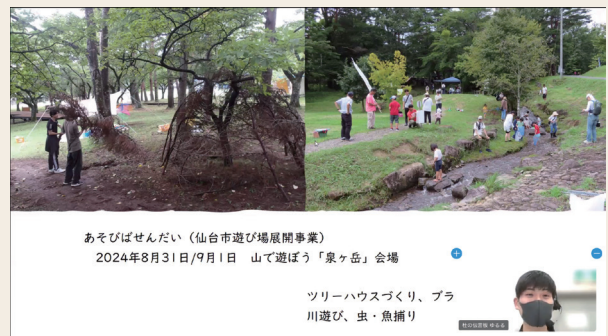 あそびばせんだい（仙台市遊び場展開事業）
2024年8月31日/9月1日　山で遊ぼう「泉ヶ岳」会場
ツリーハウスづくり、ブラ
川遊び、虫・魚捕り